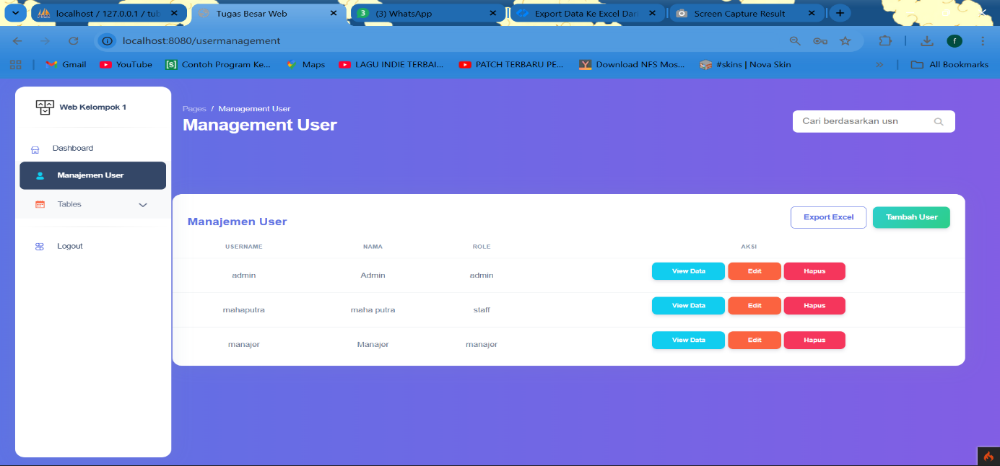 localhost / 127.0.0.1 / tub
Tugas Besar Web
3 (3) WhatsApp
Export Data Ke Excel Dari
Screen Capture Result
localhost:8080/usermanagement
f
Gmail
YouTube
Contoh Program Ke...
Maps
LAGU INDIE TERBAI...
PATCH TERBARU PE...
Download NFS Mos...
#skins | Nova Skin
All Bookmarks
Web Kelompok 1
Dashboard
Manajemen User
Tables
Logout
Pages / Management User
Management User
Cari berdasarkan usn
Manajemen User
Export Excel
Tambah User
USERNAME NAMA ROLE AKSI
admin Admin admin View Data Edit Hapus
mahaputra maha putra staff View Data Edit Hapus
manajer Manajer manajer View Data Edit Hapus